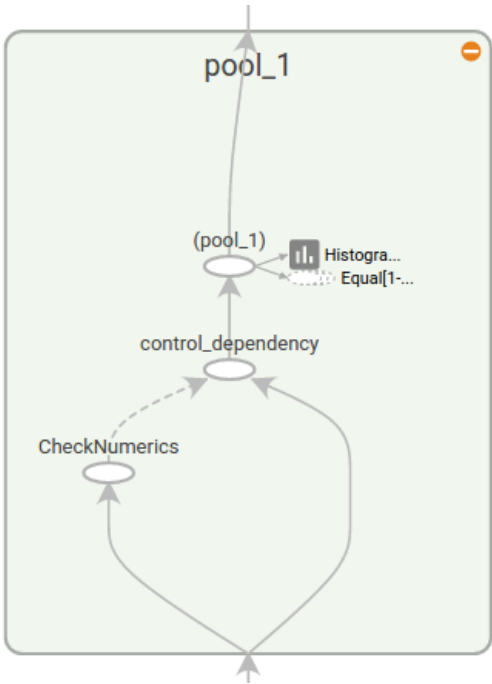 pool_1
(pool_1)
Histogra...
Equal[1-...
control_dependency
CheckNumerics